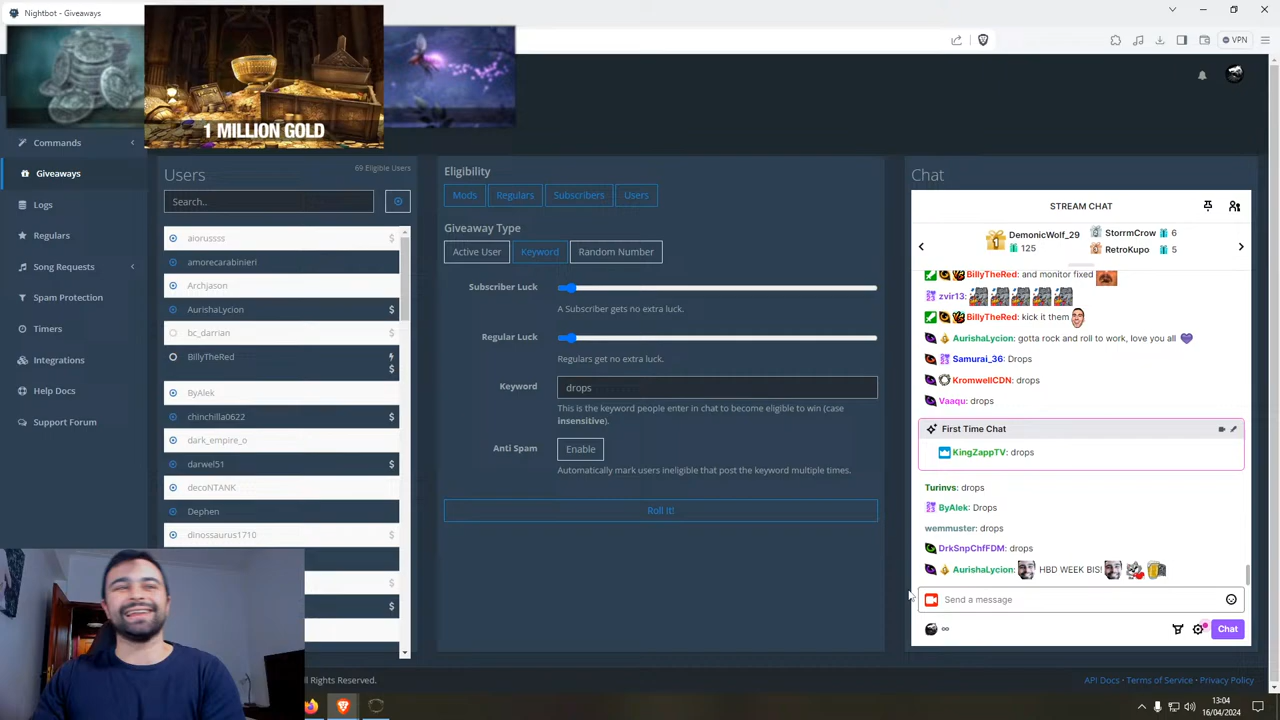 Nightbot - Giveaways
VPN
1 MILLION GOLD
Commands
Giveaways
Logs
Regulars
Song Requests
Spam Protection
Timers
Integrations
Help Docs
Support Forum
Users
69 Eligible Users
Search..
aiorussss $
amorecarabinieri
Archjason
AurishaLycion $
bc_darrian $
BillyTheRed
$
ByAlek
chinchilla0622 $
dark_empire_o
darwel51 $
decoNTANK
Dephen
dinossaurus1710 $
$
$
Eligibility
Mods Regulars Subscribers Users
Giveaway Type
Active User Keyword Random Number
Subscriber Luck
A Subscriber gets no extra luck.
Regular Luck
Regulars get no extra luck.
Keyword drops
This is the keyword people enter in chat to become eligible to win (case
insensitive).
Anti Spam Enable
Automatically mark users ineligible that post the keyword multiple times.
Roll It!
Chat
STREAM CHAT
DemonicWolf_29
125
StorrmCrow 6
RetroKupo 5
BillyTheRed: and monitor fixed
zvir13:
BillyTheRed: kick it them
AurishaLycion: gotta rock and roll to work, love you all
Samurai_36: Drops
KromwellCDN: drops
Vaaqu: drops
First Time Chat
KingZappTV: drops
Turinvs: drops
ByAlek: Drops
wemmuster: drops
DrkSnpChfFDM: drops
AurishaLycion: HBD WEEK BIS!
Send a message
∞
Chat
ll Rights Reserved.
API Docs • Terms of Service • Privacy Policy
13:04
16/04/2024